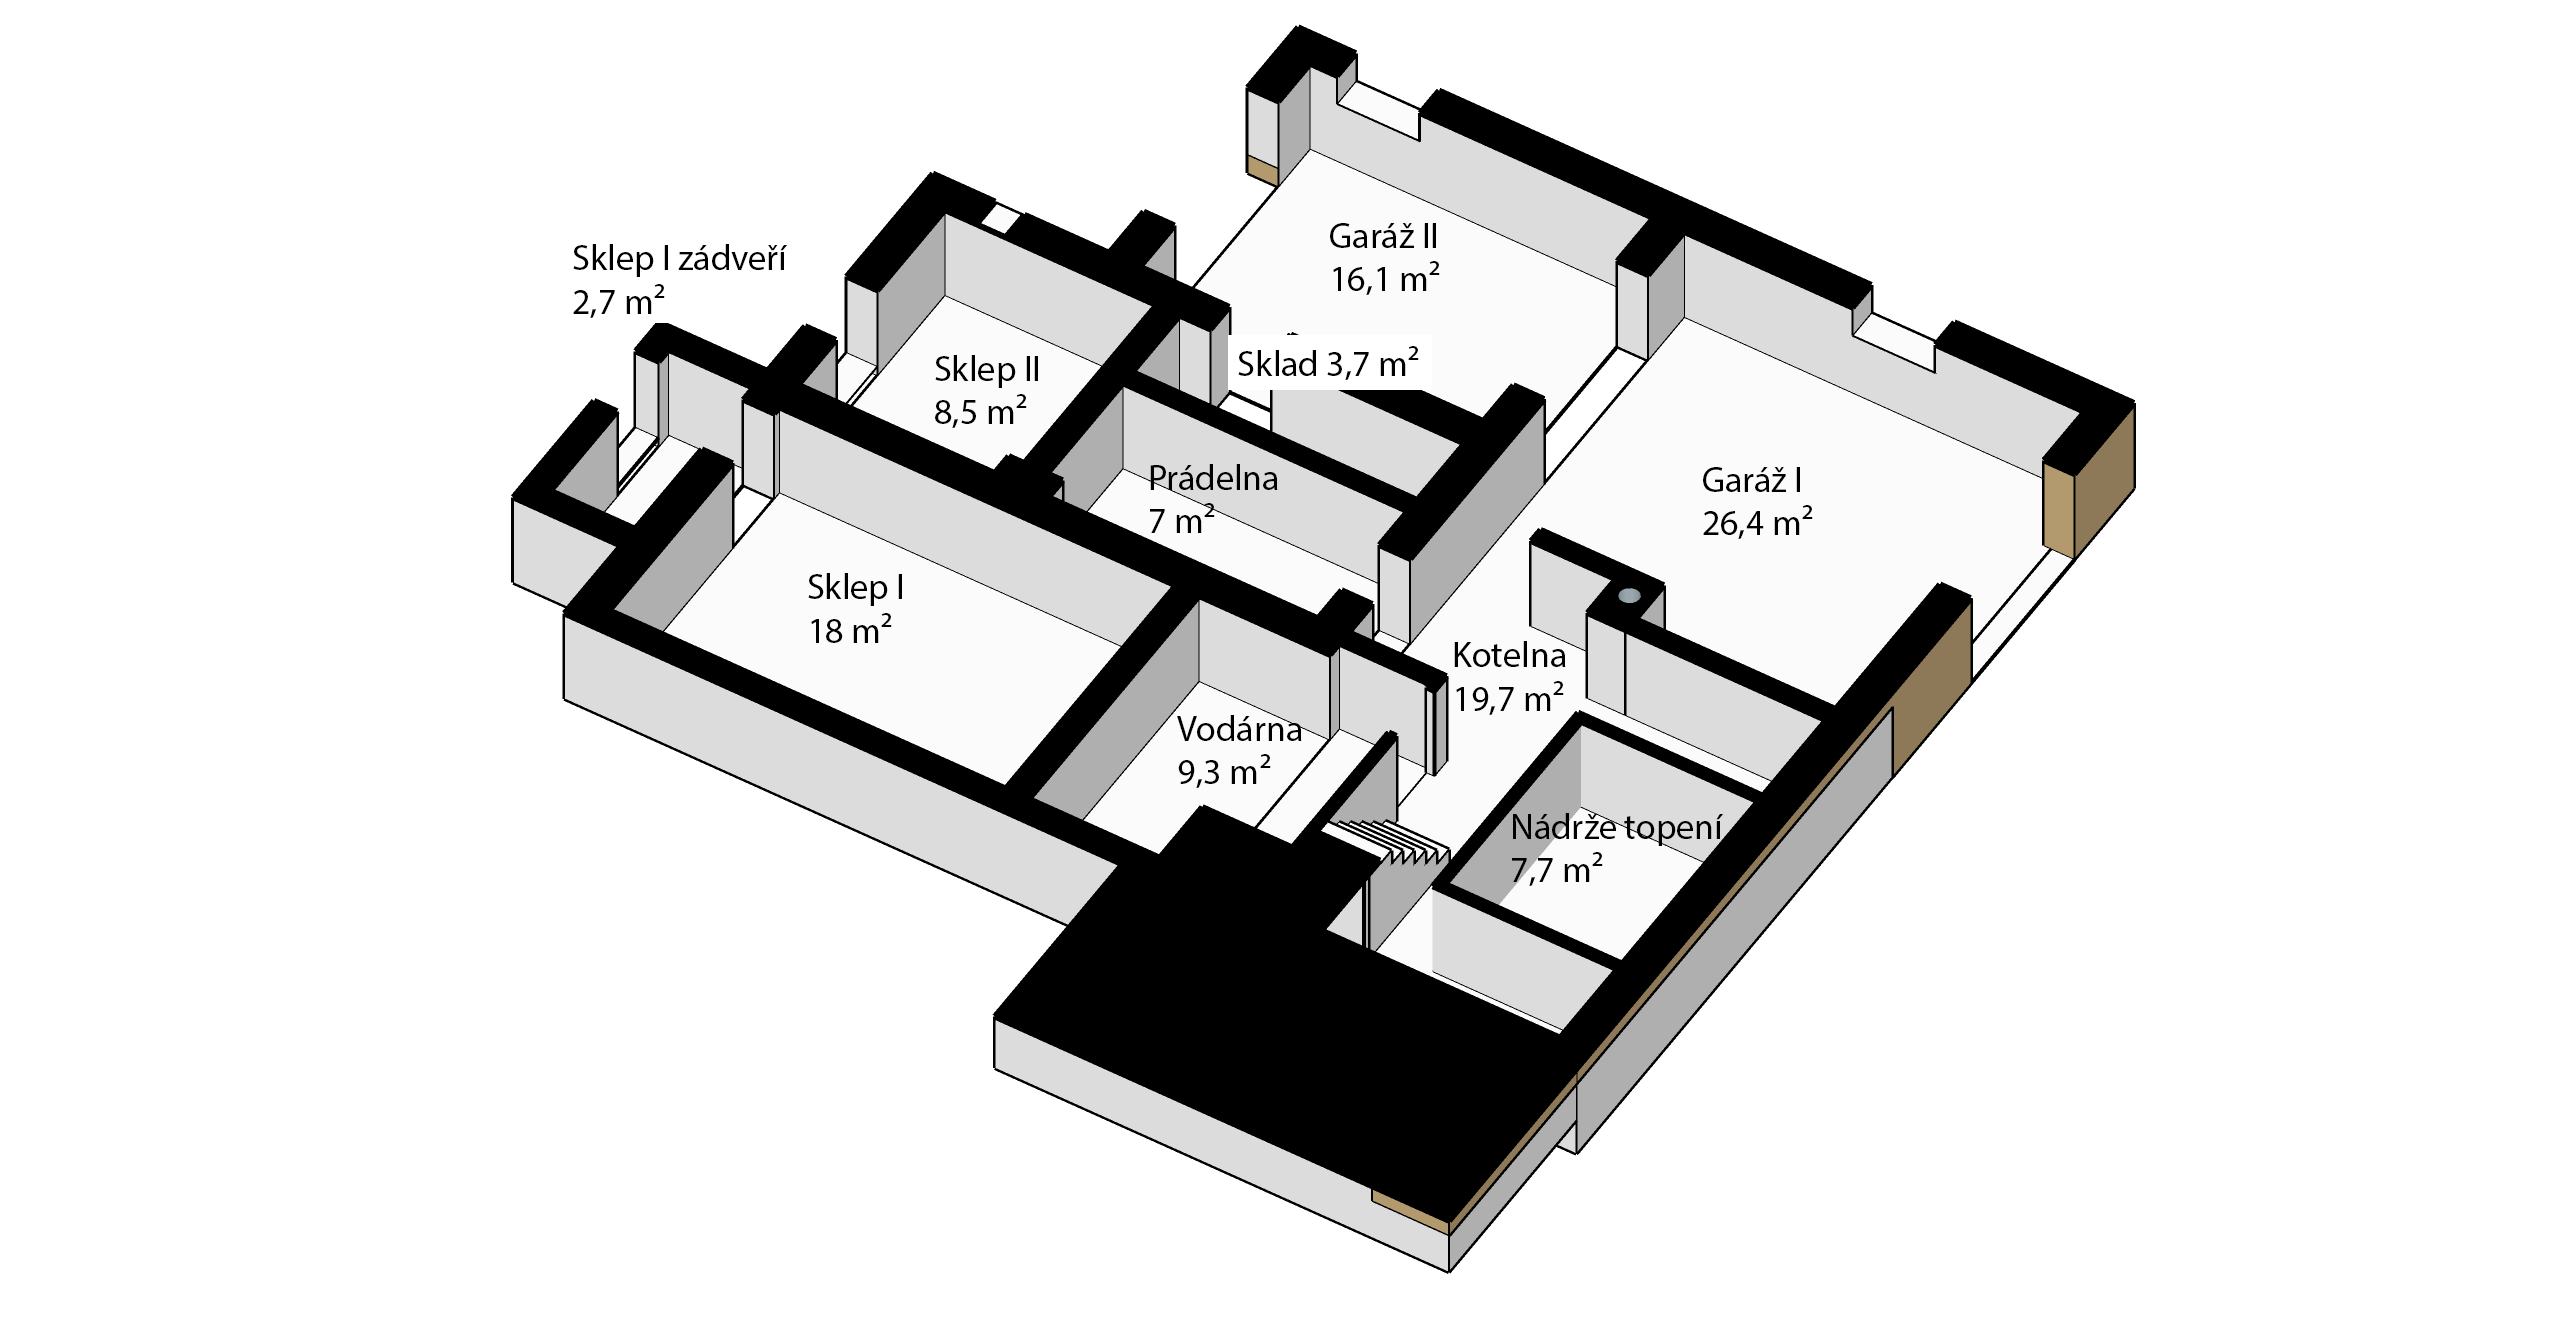 Garáž II
16,1 m²
Sklep I zádveří
2,7 m²
Sklad 3,7 m²
Sklep II
8,5 m²
Prádelna
7 m²
Garáž I
26,4 m²
Sklep I
18 m²
Kotelna
19,7 m²
Vodárna
9,3 m²
Nádrže topení
7,7 m²